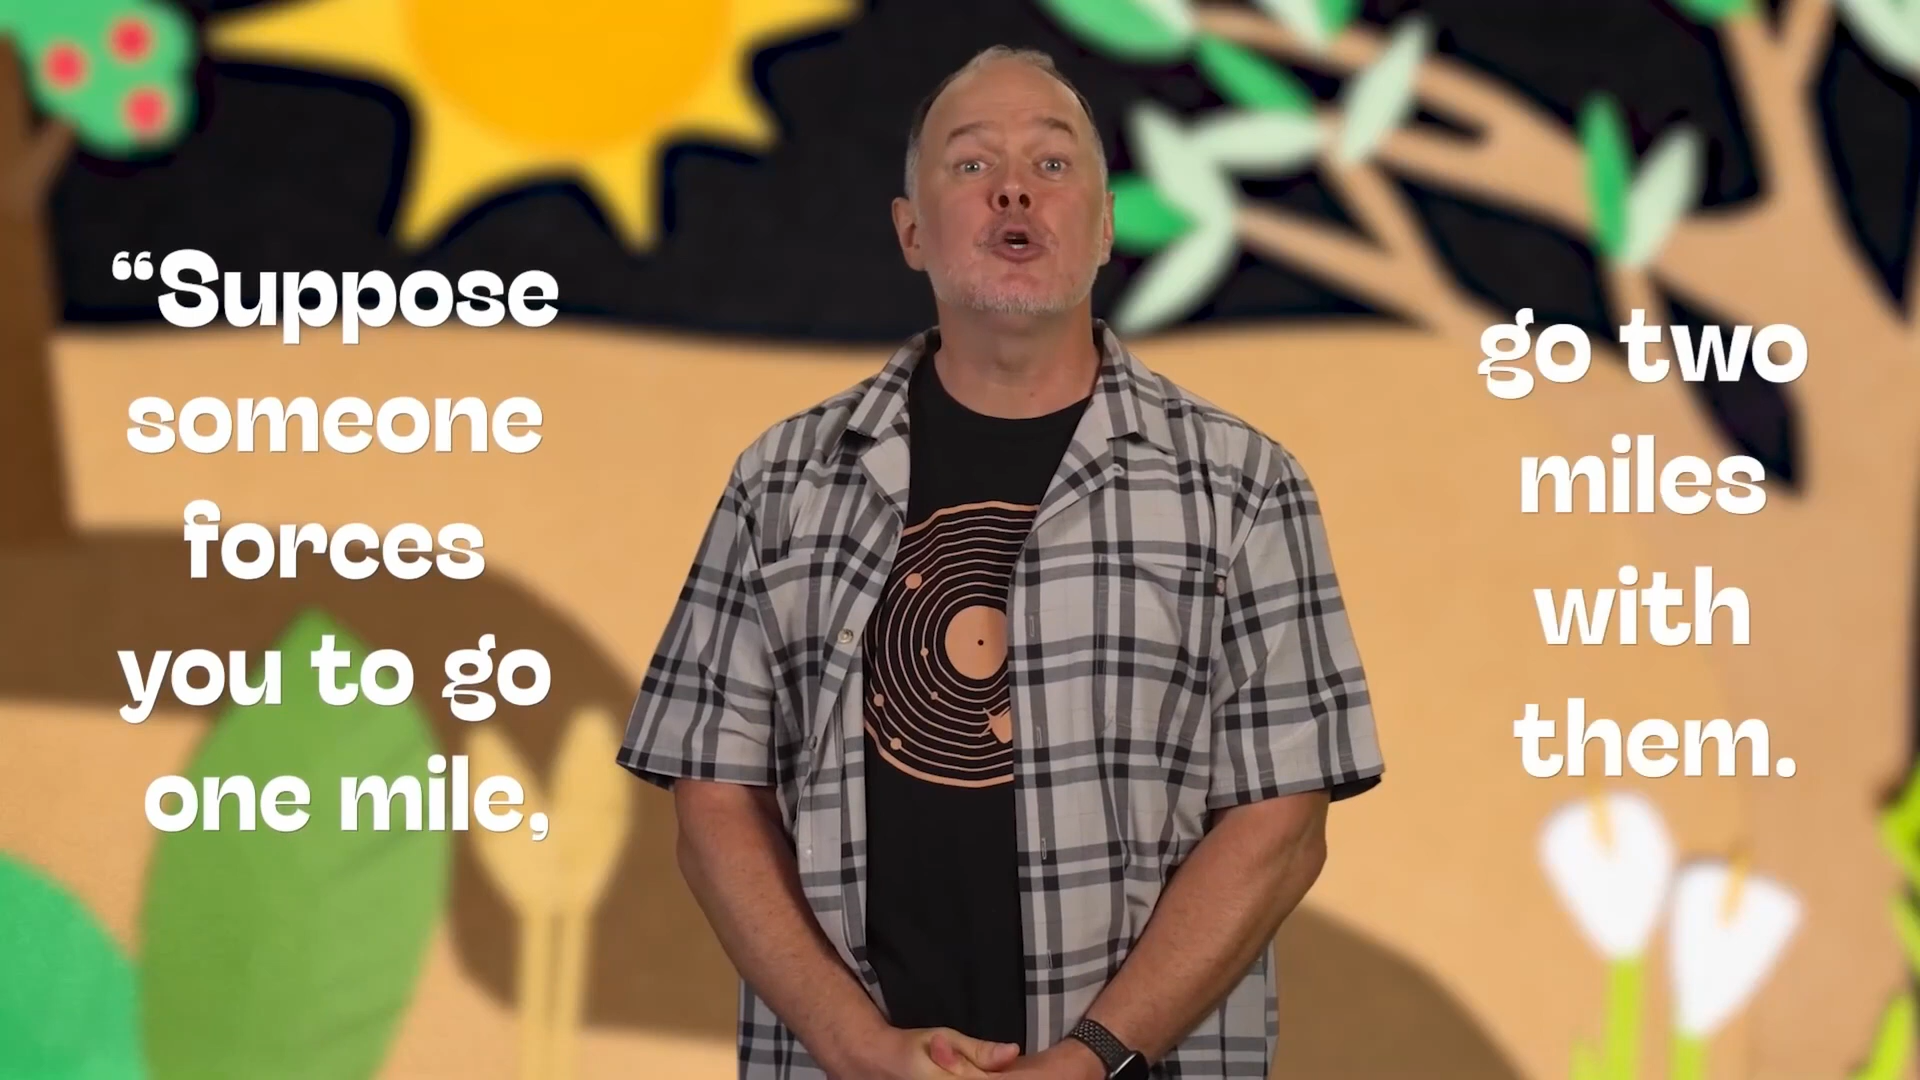 “Suppose
someone
forces
you to go
one mile,
go two
miles
with
them.